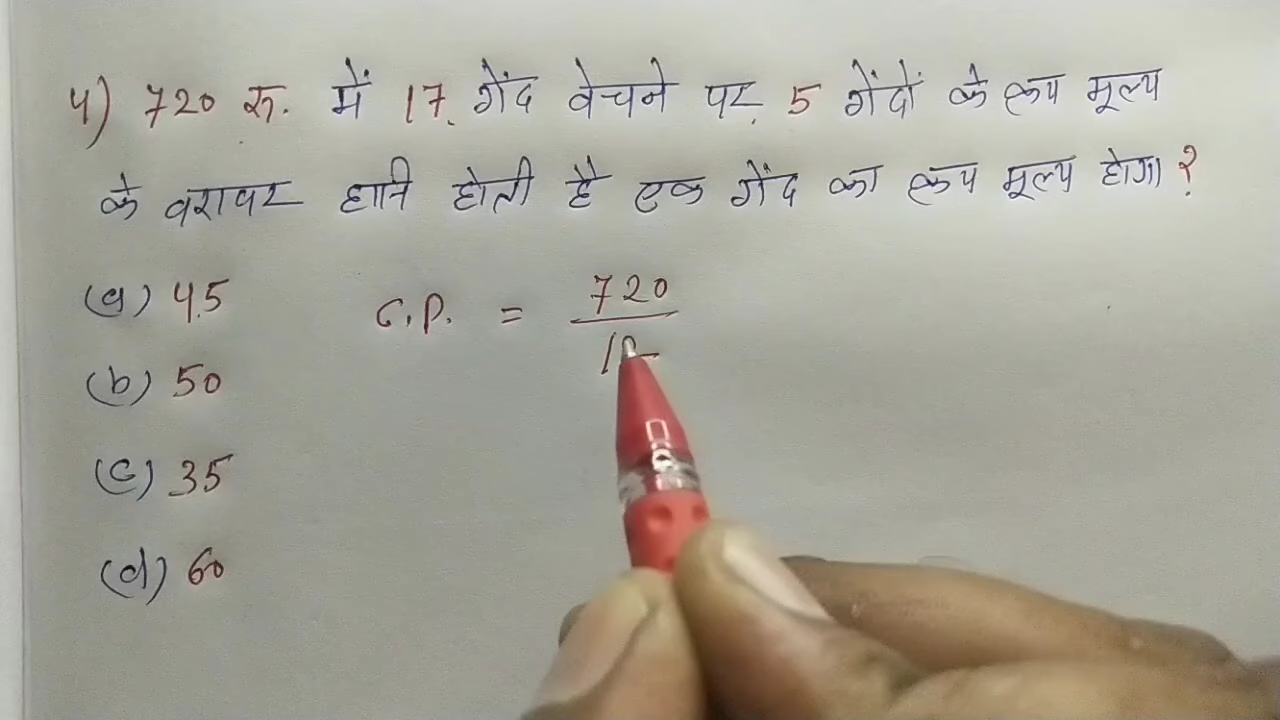 4) 720 रु. में 17 गेंद बेचने पर 5 गेंदों के क्रय मूल्य
के बराबर हानि होती है एक गेंद का क्रय मूल्य होगा?
(a) 45
(b) 50
(c) 35
(d) 60
C.P. = 720